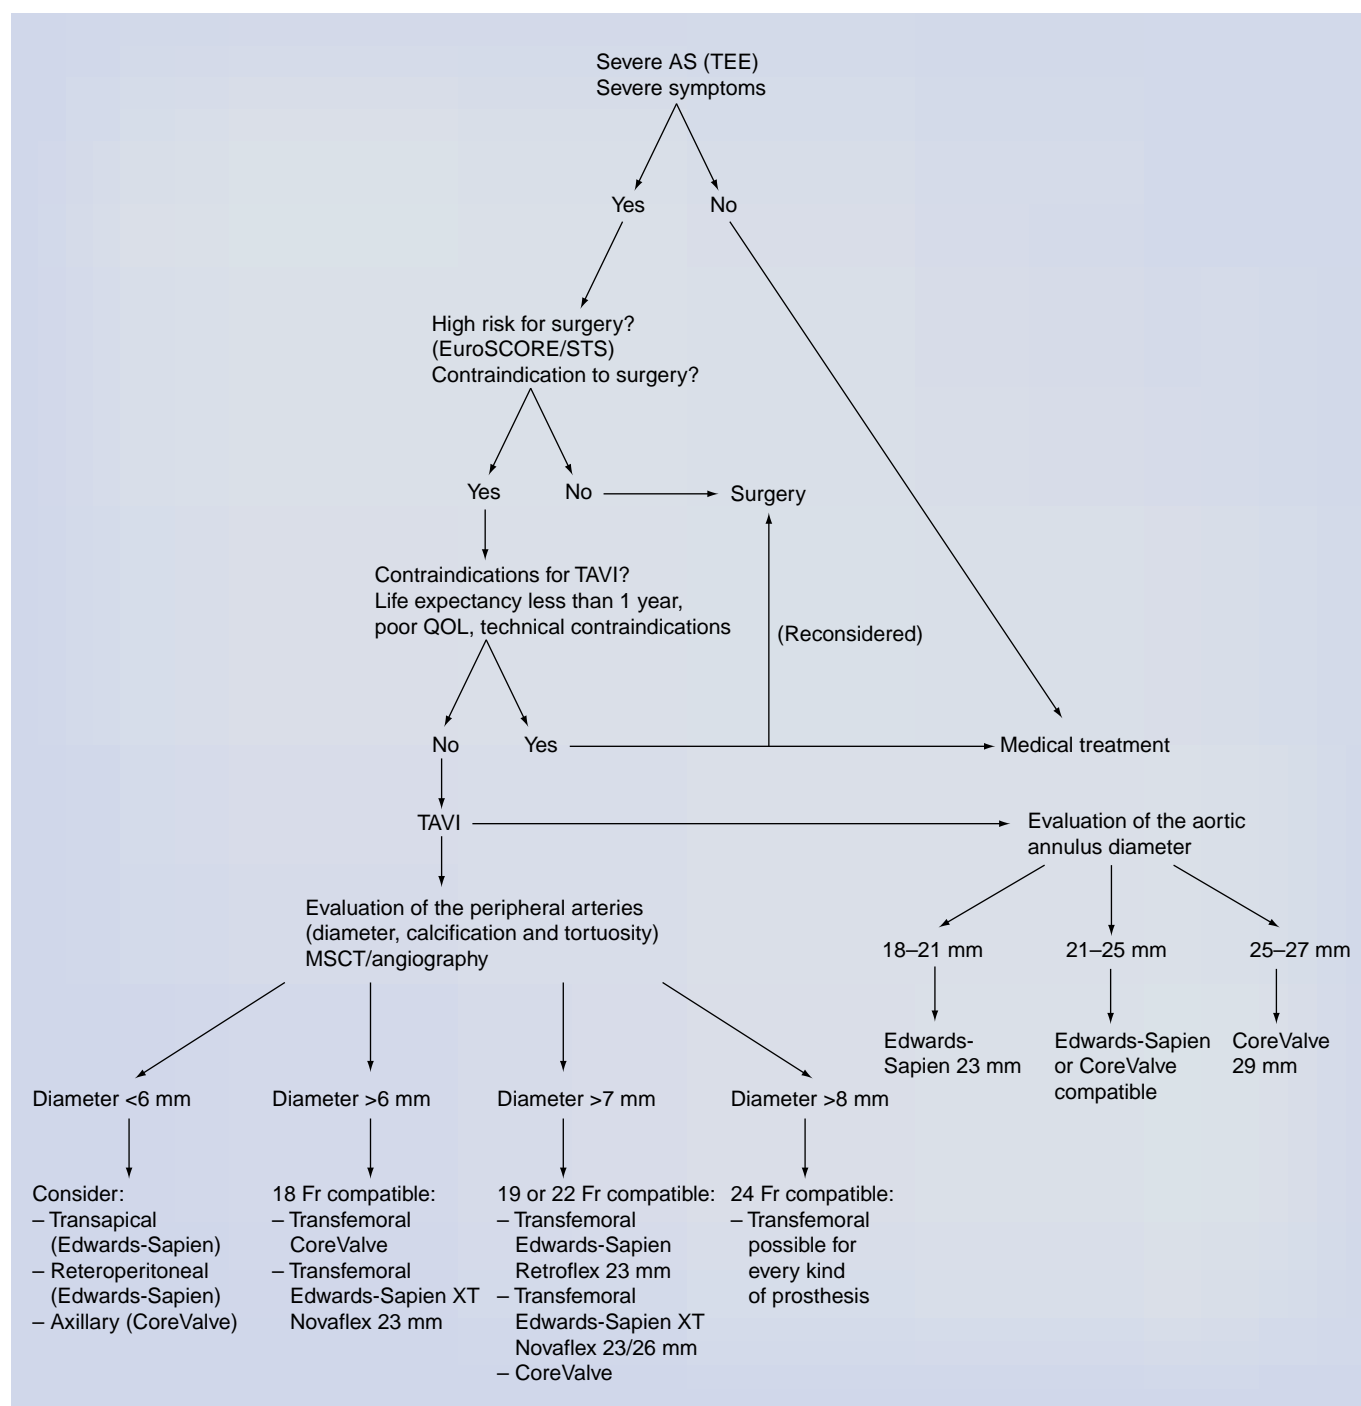 Severe AS (TEE)
Severe symptoms
Yes
No
High risk for surgery?
(EuroSCORE/STS)
Contraindication to surgery?
Yes
No
Surgery
Contraindications for TAVI?
Life expectancy less than 1 year,
poor QOL, technical contraindications
(Reconsidered)
No
Yes
Medical treatment
TAVI
Evaluation of the aortic
annulus diameter
Evaluation of the peripheral arteries
(diameter, calcification and tortuosity)
MSCT/angiography
18–21 mm
21–25 mm
25–27 mm
Edwards-
Sapien 23 mm
Edwards-Sapien
or CoreValve
compatible
CoreValve
29 mm
Diameter <6 mm
Diameter >6 mm
Diameter >7 mm
Diameter >8 mm
Consider:
– Transapical
(Edwards-Sapien)
– Reteroperitoneal
(Edwards-Sapien)
– Axillary (CoreValve)
18 Fr compatible:
– Transfemoral
CoreValve
– Transfemoral
Edwards-Sapien XT
Novaflex 23 mm
19 or 22 Fr compatible:
– Transfemoral
Edwards-Sapien
Retroflex 23 mm
– Transfemoral
Edwards-Sapien XT
Novaflex 23/26 mm
– CoreValve
24 Fr compatible:
– Transfemoral
possible for
every kind
of prosthesis